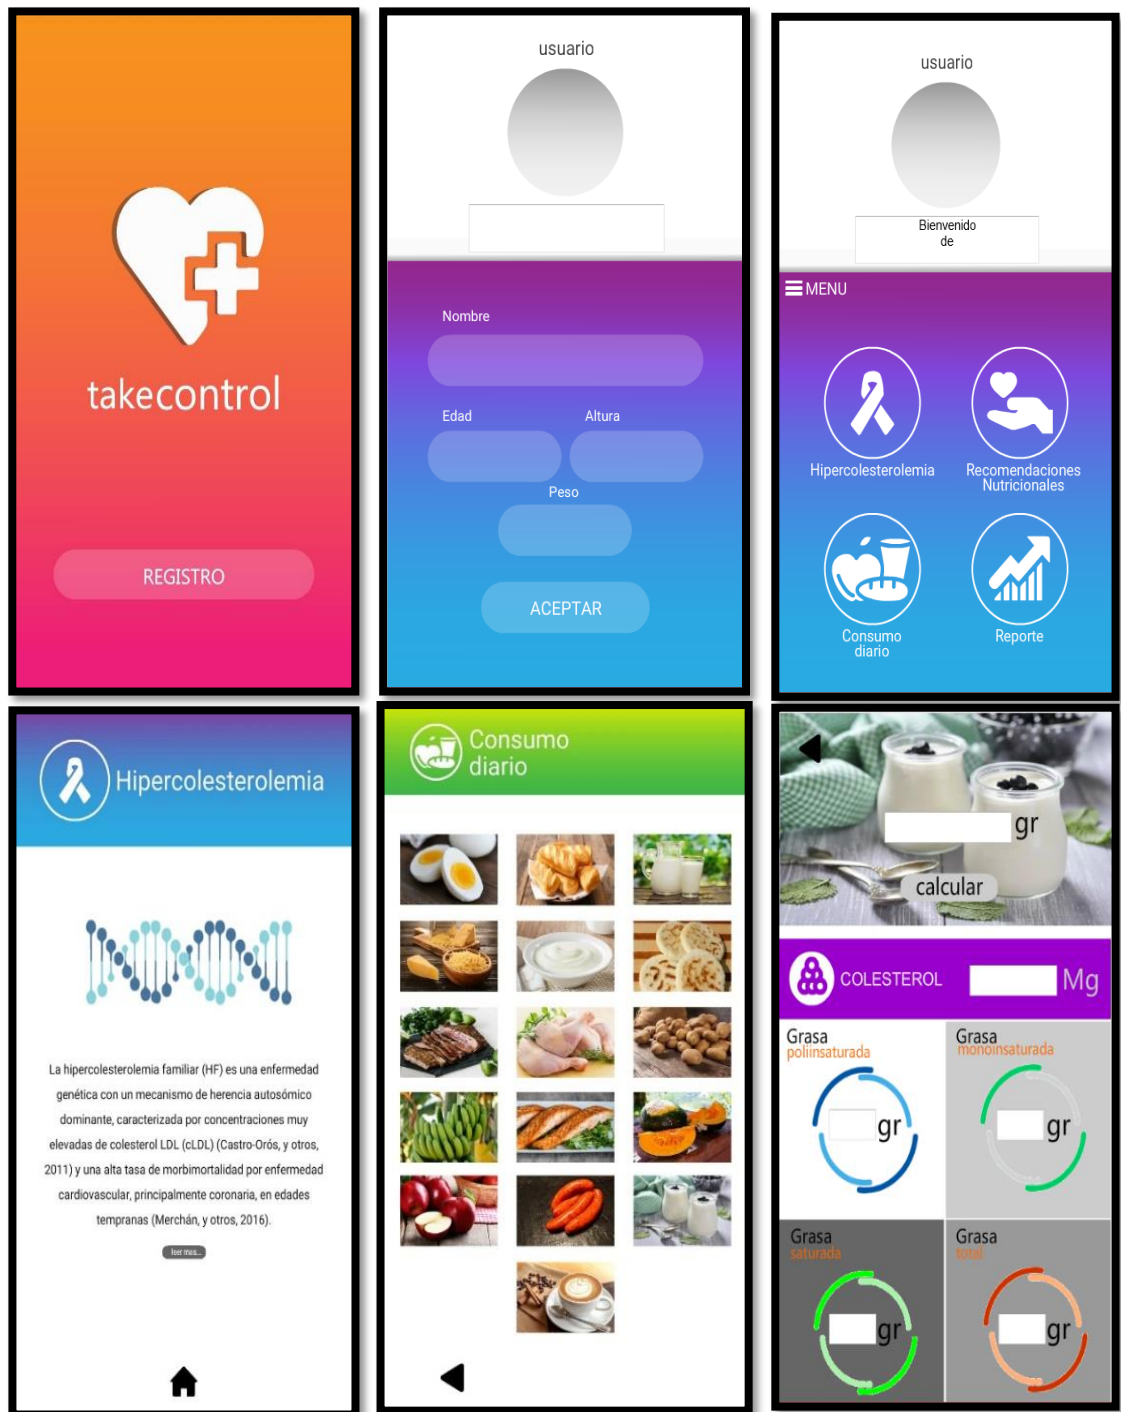 takecontrol
REGISTRO
usuario
Nombre
Edad
Altura
Peso
ACEPTAR
usuario
Bienvenido
de
MENU
Hipercolesterolemia
Recomendaciones
Nutricionales
Consumo
diario
Reporte
Hipercolesterolemia
La hipercolesterolemia familiar (HF) es una enfermedad
genética con un mecanismo de herencia autosómico
dominante, caracterizada por concentraciones muy
elevadas de colesterol LDL (cLDL) (Castro-Orós, y otros,
2011) y una alta tasa de morbimortalidad por enfermedad
cardiovascular, principalmente coronaria, en edades
tempranas (Merchán, y otros, 2016).
leer mas...
Consumo
diario
gr
calcular
COLESTEROL
Mg
Grasa
poliinsaturada
gr
Grasa
monoinsaturada
gr
Grasa
saturada
gr
Grasa
total
gr